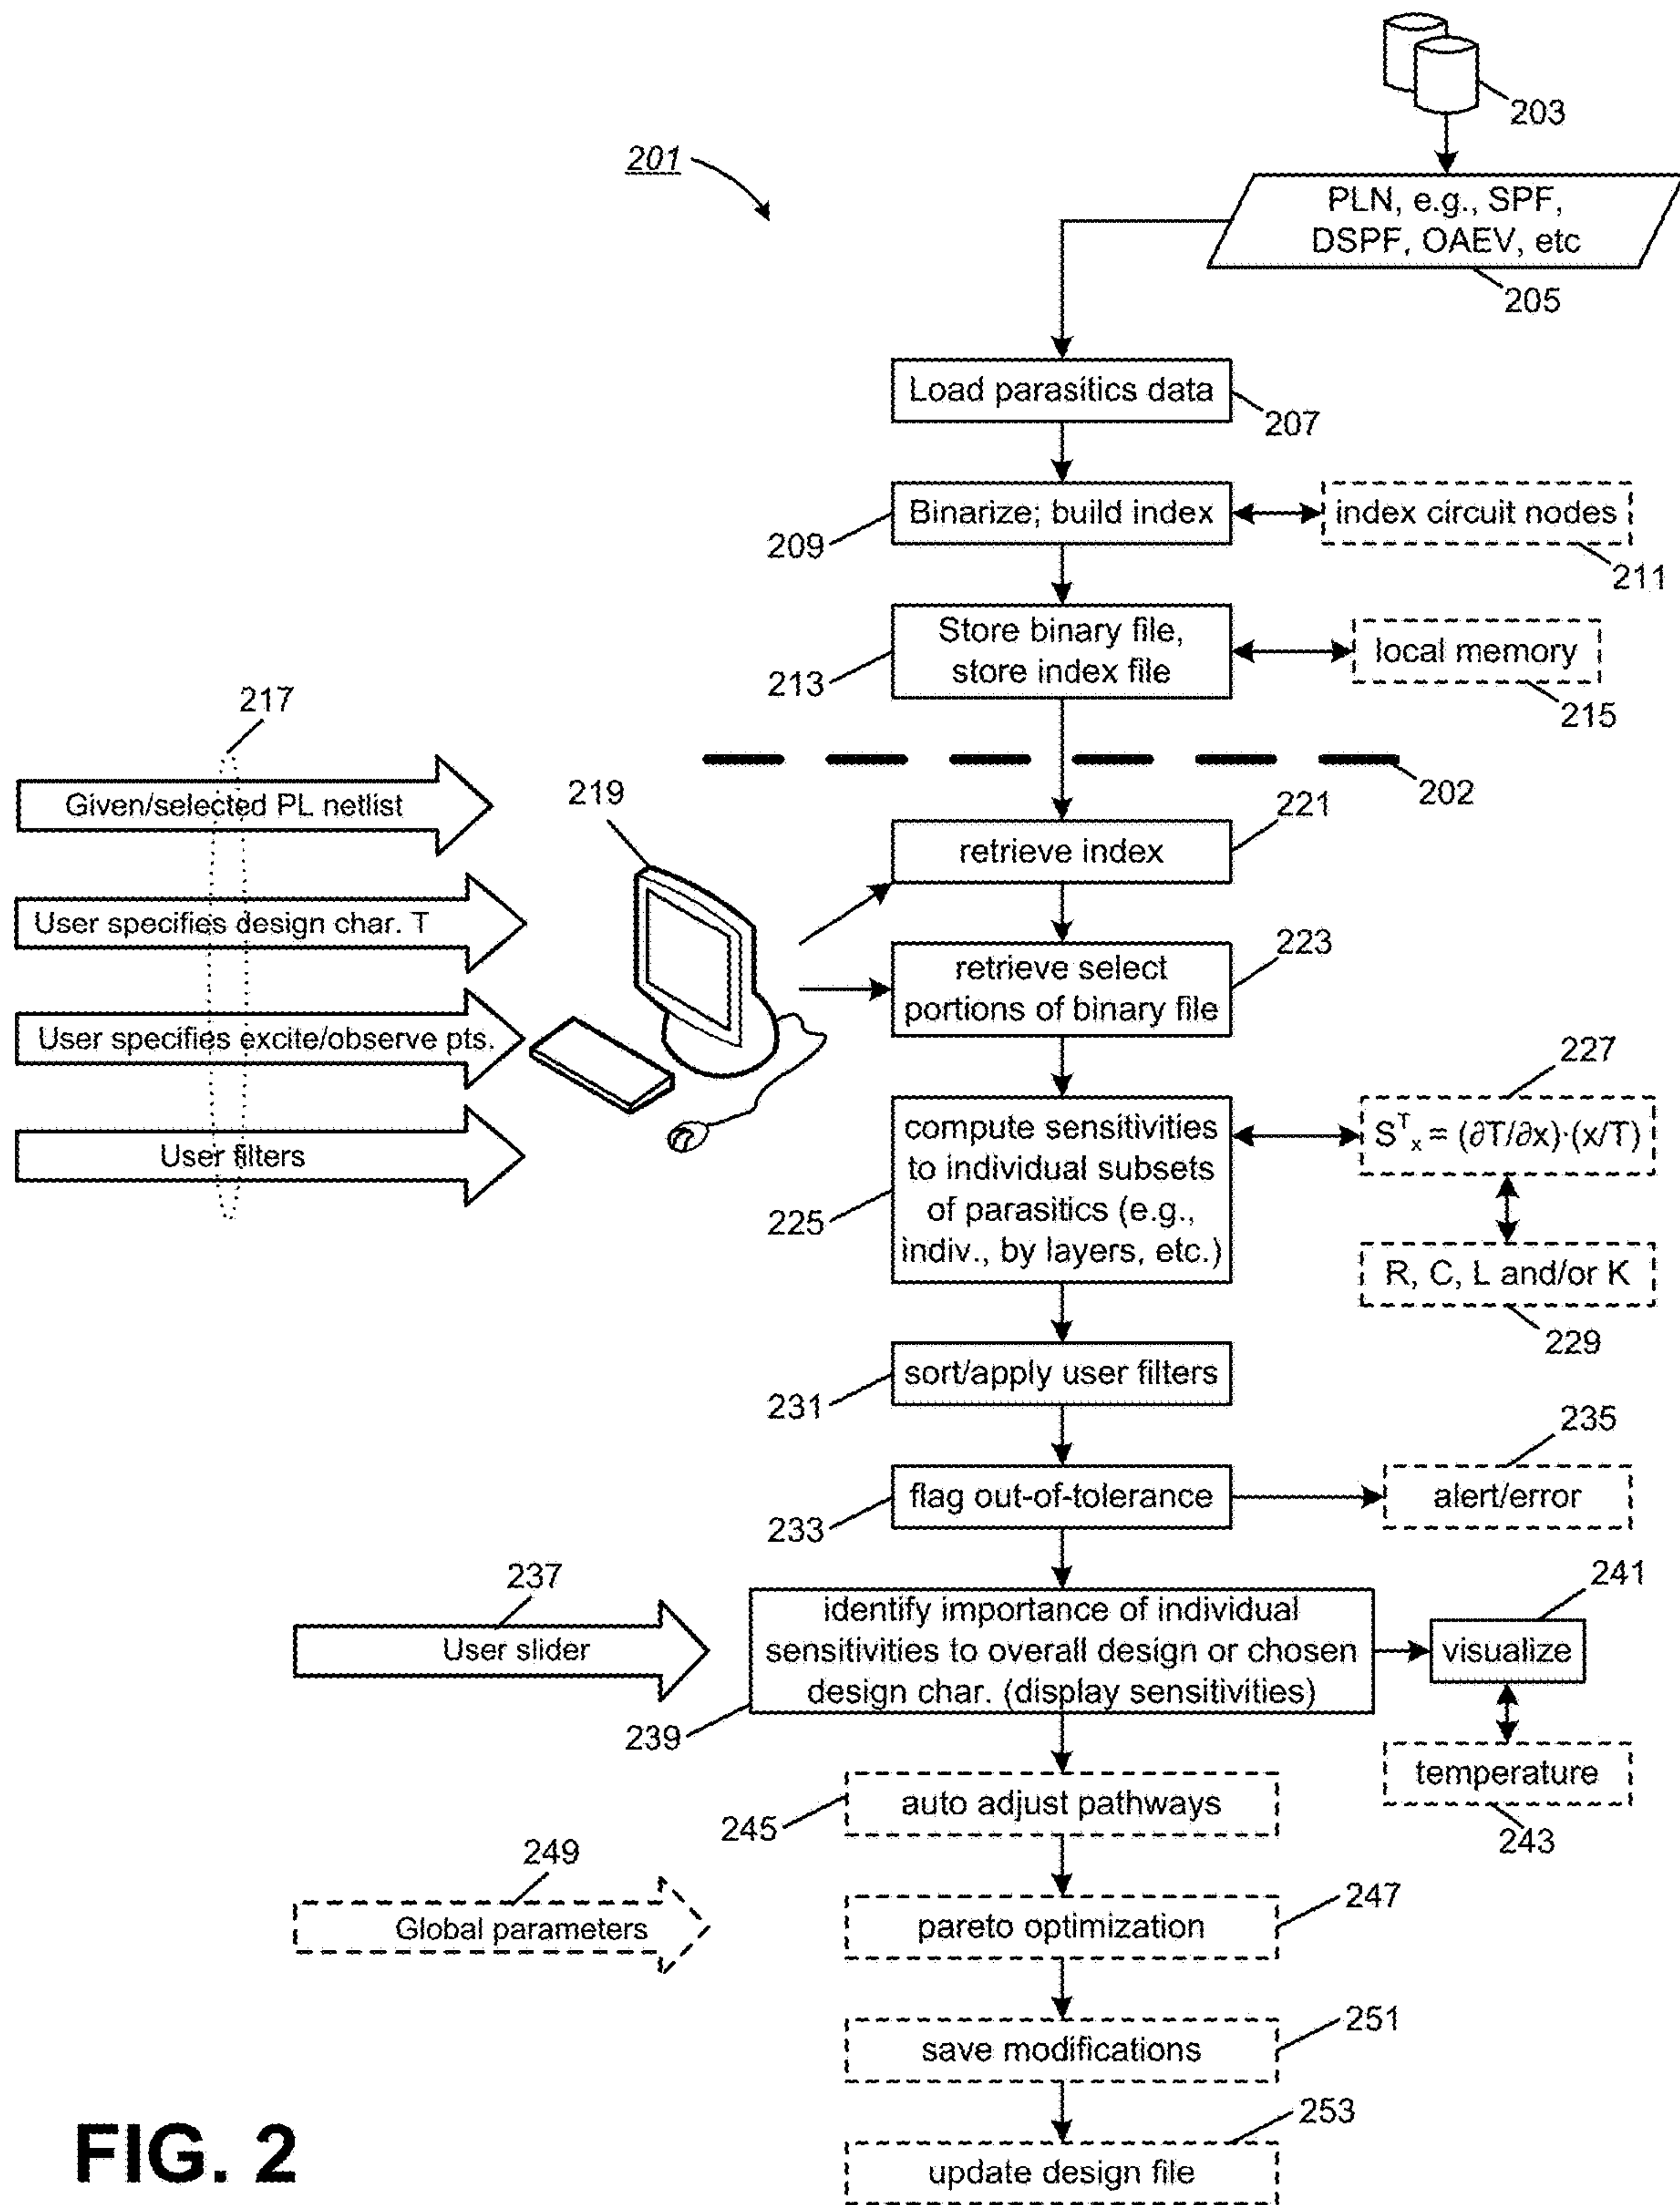 203
201
PLN, e.g., SPF,
DSPF, OAEV, etc
205
Load parasitics data
207
Binarize; build index
209
index circuit nodes
211
Store binary file,
store index file
213
local memory
215
217
202
Given/selected PL netlist
User specifies design char. T
User specifies excite/observe pts.
User filters
219
221
retrieve index
223
retrieve select
portions of binary file
227
compute sensitivities
to individual subsets
of parasitics (e.g.,
indiv., by layers, etc.)
225
Sᵀₓ = (∂T/∂x)·(x/T)
R, C, L and/or K
229
sort/apply user filters
231
235
flag out-of-tolerance
233
alert/error
237
User slider
241
identify importance of individual
sensitivities to overall design or chosen
design char. (display sensitivities)
239
visualize
temperature
243
auto adjust pathways
245
249
Global parameters
247
pareto optimization
251
save modifications
253
update design file
FIG. 2